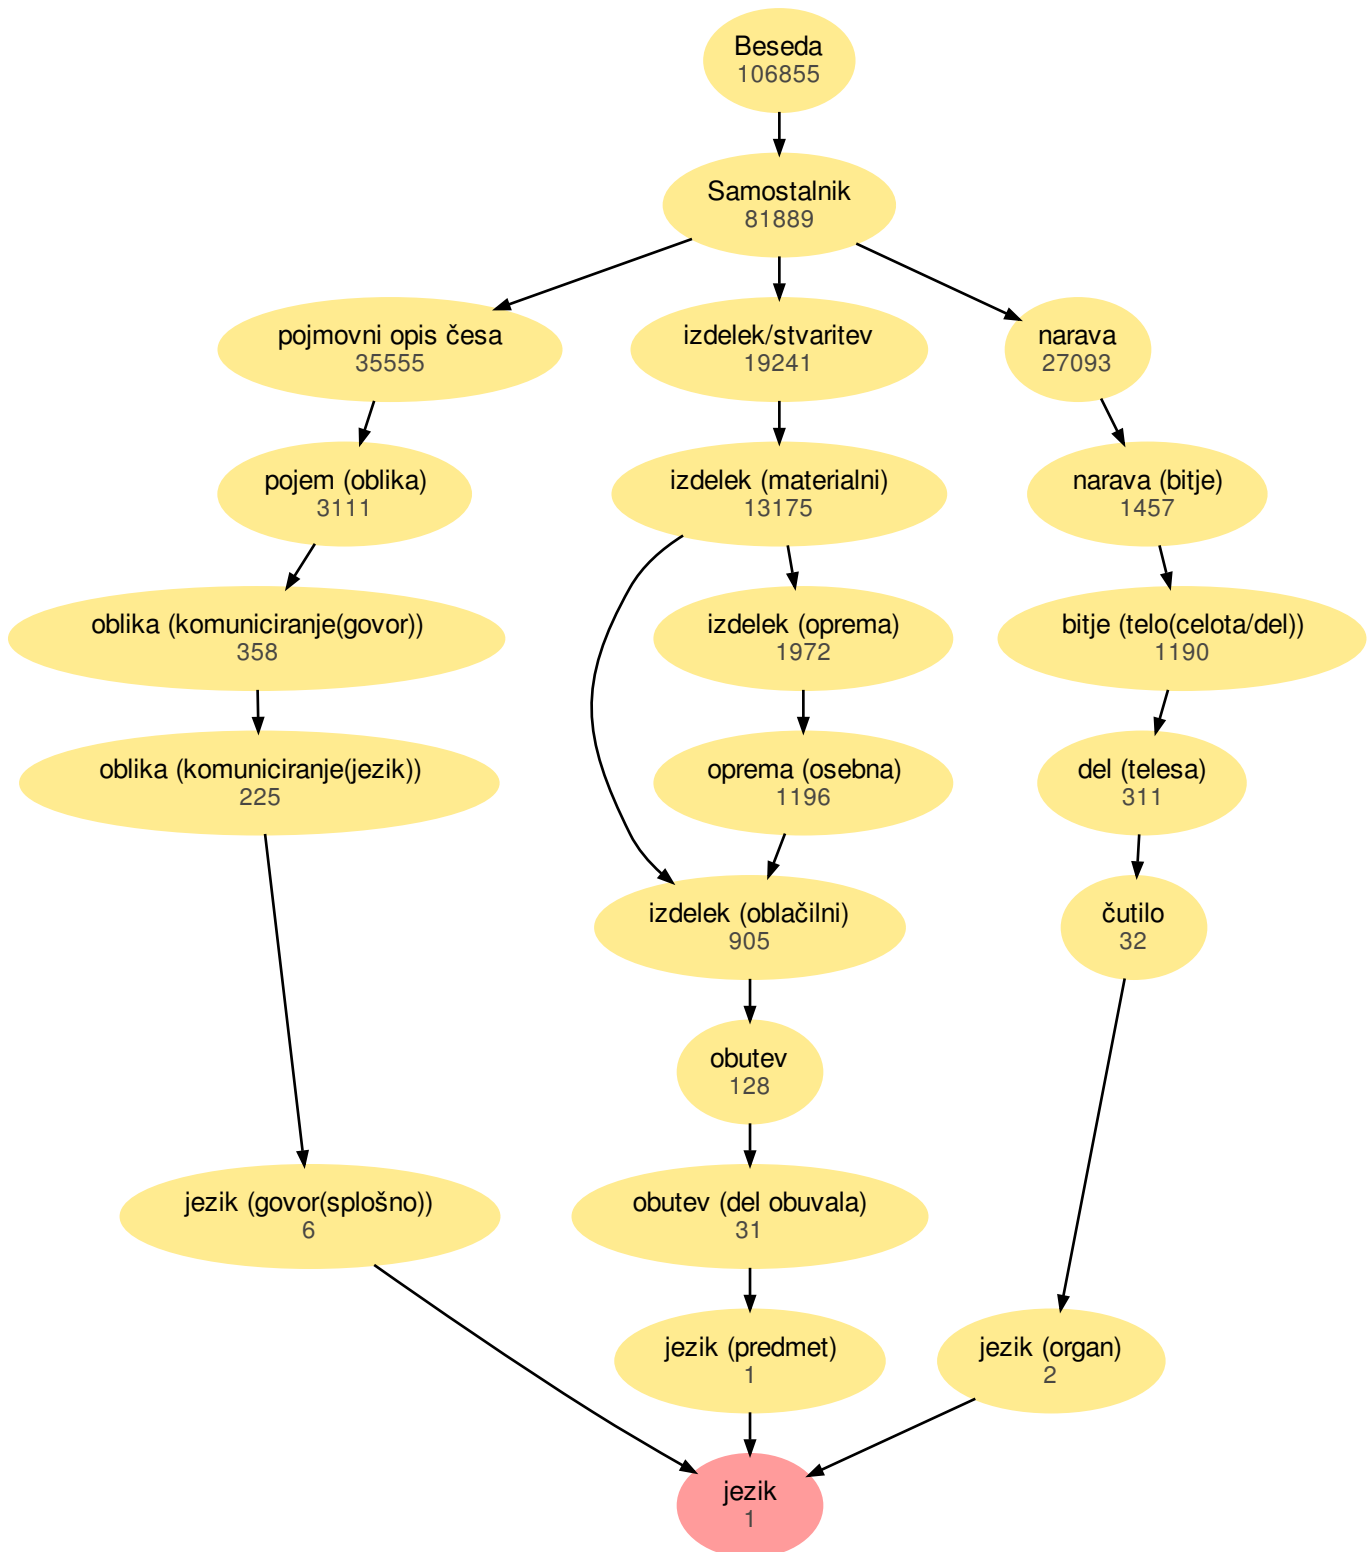 Beseda
106855
Samostalnik
81889
pojmovni opis česa
35555
izdelek/stvaritev
19241
narava
27093
pojem (oblika)
3111
izdelek (materialni)
13175
narava (bitje)
1457
oblika (komuniciranje(govor))
358
izdelek (oprema)
1972
bitje (telo(celota/del))
1190
oblika (komuniciranje(jezik))
225
oprema (osebna)
1196
del (telesa)
311
izdelek (oblačilni)
905
čutilo
32
obutev
128
jezik (govor(splošno))
6
obutev (del obuvala)
31
jezik (predmet)
1
jezik (organ)
2
jezik
1